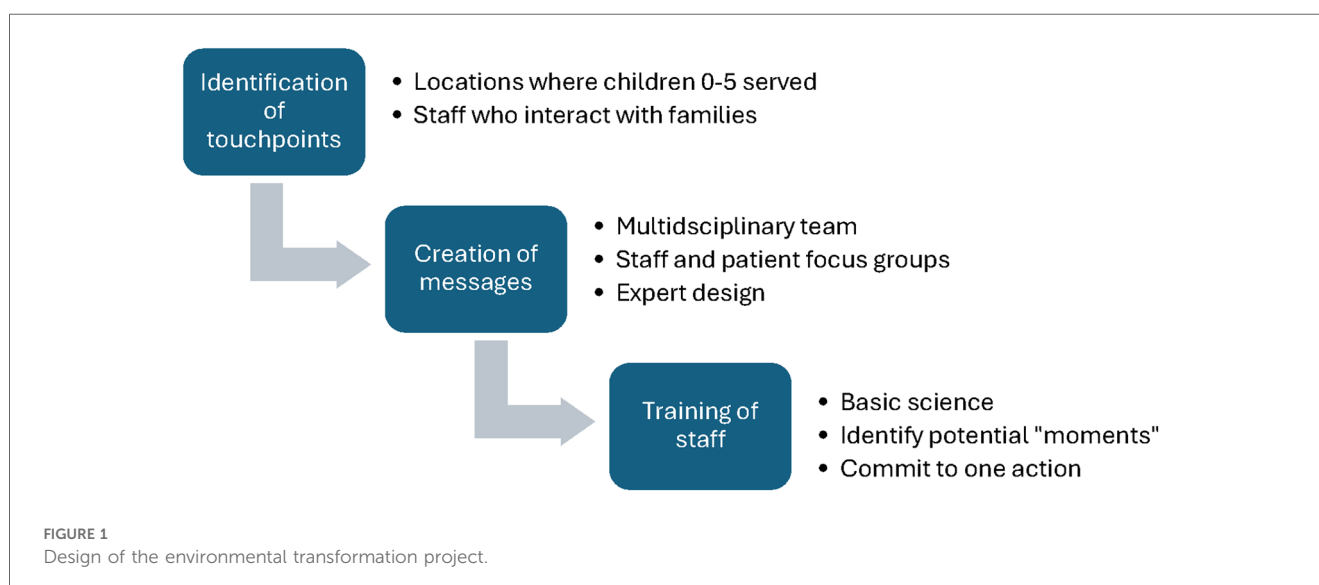 Identification
of
touchpoints
• Locations where children 0-5 served
• Staff who interact with families
Creation of
messages
• Multidsciplinary team
• Staff and patient focus groups
• Expert design
Training of
staff
• Basic science
• Identify potential "moments"
• Commit to one action
FIGURE 1
Design of the environmental transformation project.